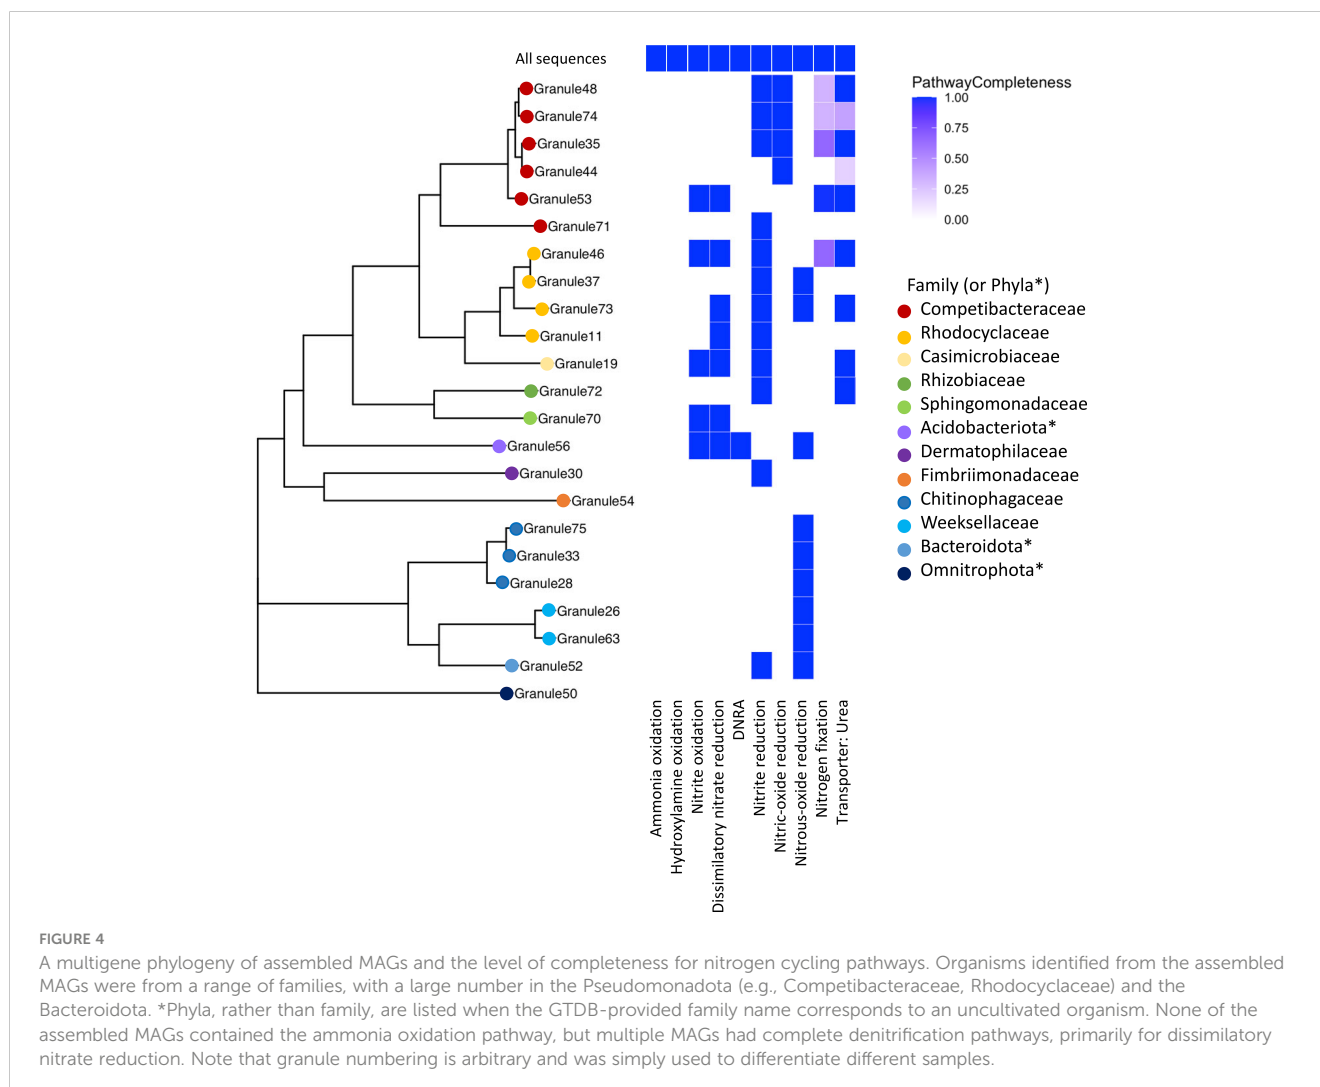 All sequences
Granule48
Granule74
Granule35
Granule44
Granule53
Granule71
Granule46
Granule37
Granule73
Granule11
Granule19
Granule72
Granule70
Granule56
Granule30
Granule54
Granule75
Granule33
Granule28
Granule26
Granule63
Granule52
Granule50
Ammonia oxidation
Hydroxylamine oxidation
Nitrite oxidation
Dissimilatory nitrate reduction
DNRA
Nitrite reduction
Nitric-oxide reduction
Nitrous-oxide reduction
Nitrogen fixation
Transporter: Urea
PathwayCompleteness
1.00
0.75
0.50
0.25
0.00
Family (or Phyla*)
Competibacteraceae
Rhodocyclaceae
Casimicrobiaceae
Rhizobiaceae
Sphingomonadaceae
Acidobacteriota*
Dermatophilaceae
Fimbriimonadaceae
Chitinophagaceae
Weeksellaceae
Bacteroidota*
Omnitrophota*
FIGURE 4
A multigene phylogeny of assembled MAGs and the level of completeness for nitrogen cycling pathways. Organisms identified from the assembled
MAGs were from a range of families, with a large number in the Pseudomonadota (e.g., Competibacteraceae, Rhodocyclaceae) and the
Bacteroidota. *Phyla, rather than family, are listed when the GTDB-provided family name corresponds to an uncultivated organism. None of the
assembled MAGs contained the ammonia oxidation pathway, but multiple MAGs had complete denitrification pathways, primarily for dissimilatory
nitrate reduction. Note that granule numbering is arbitrary and was simply used to differentiate different samples.